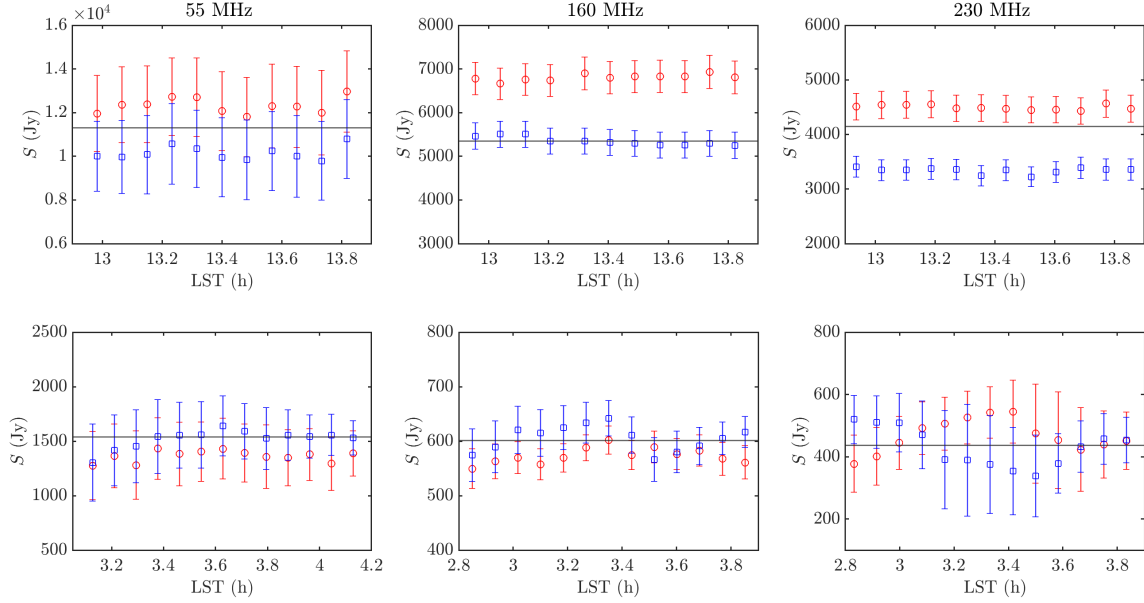 55 MHz
160 MHz
230 MHz
×10⁴
1.6
1.4
1.2
1
0.8
0.6
S (Jy)
13 13.2 13.4 13.6 13.8
LST (h)
8000
7000
6000
5000
4000
3000
S (Jy)
13 13.2 13.4 13.6 13.8
LST (h)
6000
5000
4000
3000
2000
S (Jy)
13 13.2 13.4 13.6 13.8
LST (h)
2500
2000
1500
1000
500
S (Jy)
3.2 3.4 3.6 3.8 4 4.2
LST (h)
800
700
600
500
400
S (Jy)
2.8 3 3.2 3.4 3.6 3.8
LST (h)
800
600
400
200
S (Jy)
2.8 3 3.2 3.4 3.6 3.8
LST (h)